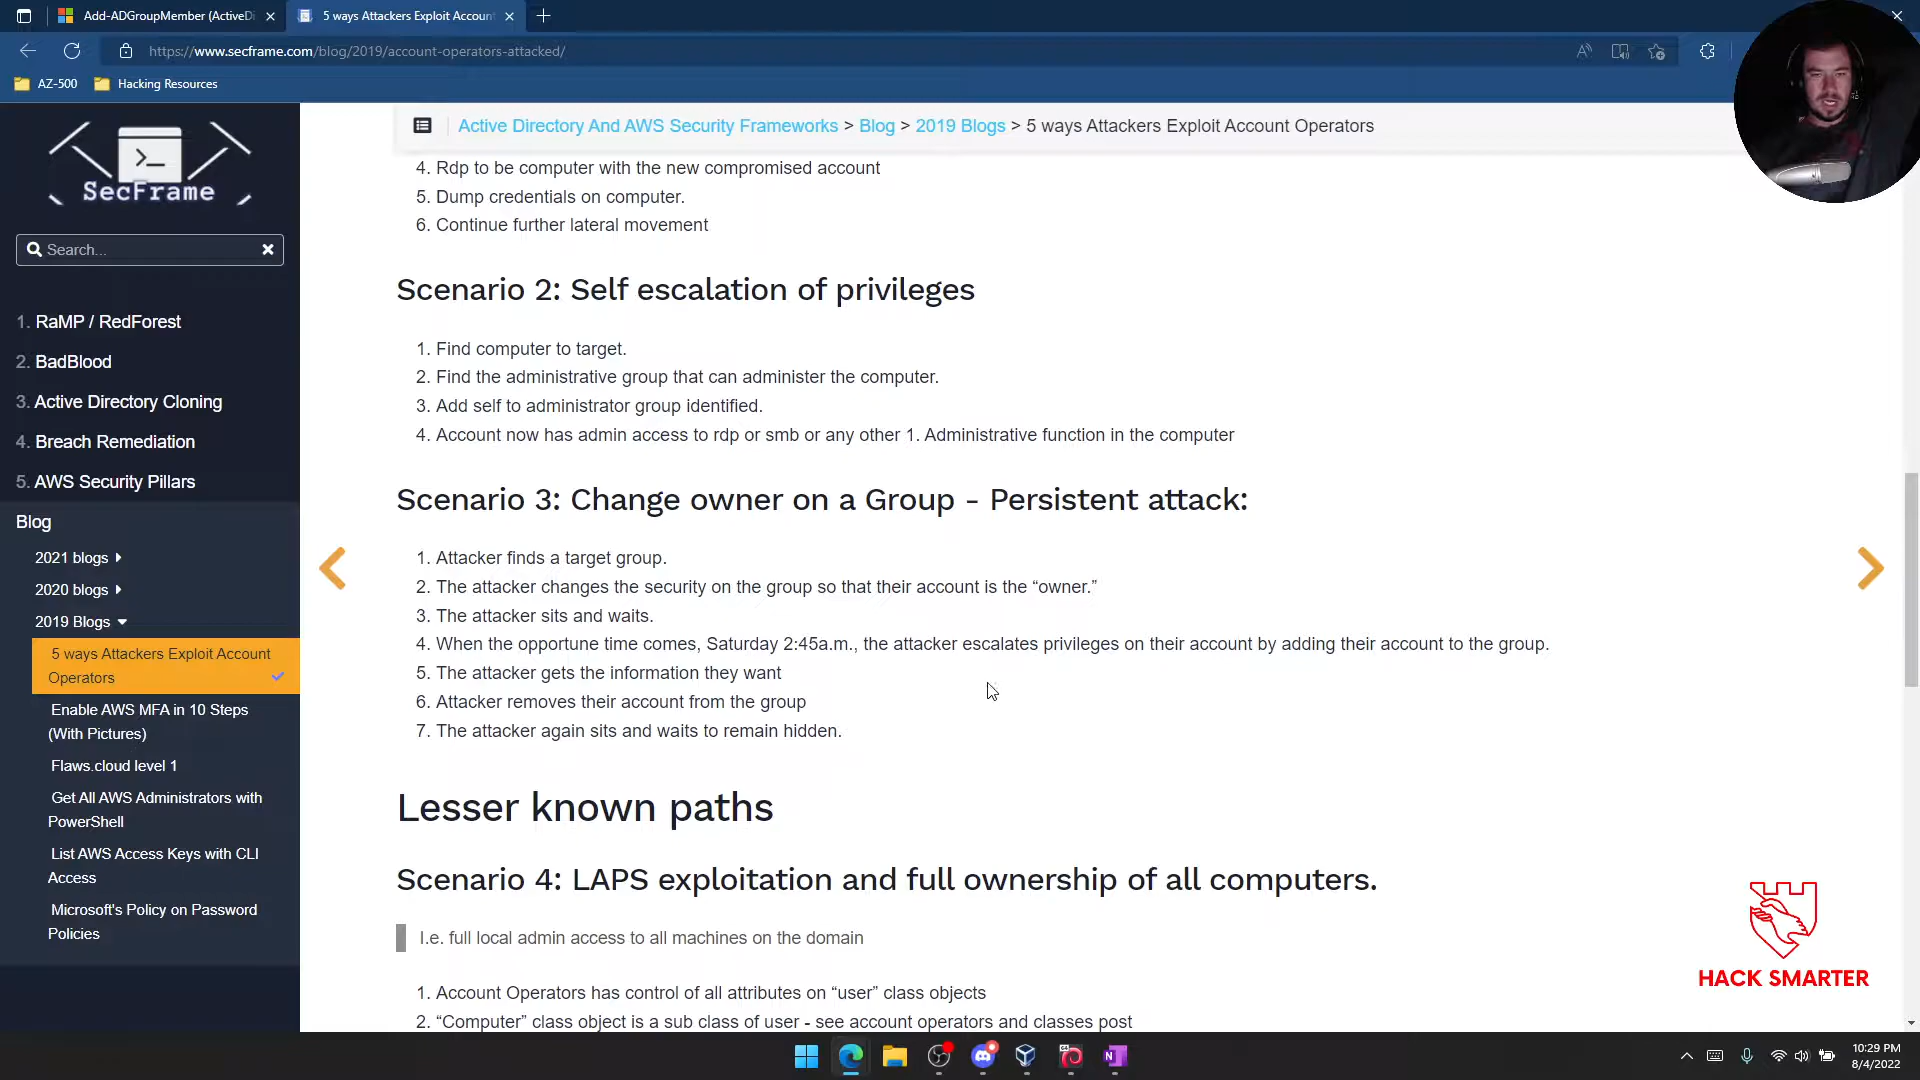 Add-ADGroupMember (ActiveDi
5 ways Attackers Exploit Account
https://www.secframe.com/blog/2019/account-operators-attacked/
AZ-500
Hacking Resources
>_
SecFrame
Search...
1. RaMP / RedForest
2. BadBlood
3. Active Directory Cloning
4. Breach Remediation
5. AWS Security Pillars
Blog
2021 blogs
2020 blogs
2019 Blogs
5 ways Attackers Exploit Account
Operators
Enable AWS MFA in 10 Steps
(With Pictures)
Flaws.cloud level 1
Get All AWS Administrators with
PowerShell
List AWS Access Keys with CLI
Access
Microsoft's Policy on Password
Policies
Active Directory And AWS Security Frameworks > Blog > 2019 Blogs > 5 ways Attackers Exploit Account Operators
4. Rdp to be computer with the new compromised account
5. Dump credentials on computer.
6. Continue further lateral movement
Scenario 2: Self escalation of privileges
1. Find computer to target.
2. Find the administrative group that can administer the computer.
3. Add self to administrator group identified.
4. Account now has admin access to rdp or smb or any other 1. Administrative function in the computer
Scenario 3: Change owner on a Group - Persistent attack:
1. Attacker finds a target group.
2. The attacker changes the security on the group so that their account is the “owner.”
3. The attacker sits and waits.
4. When the opportune time comes, Saturday 2:45a.m., the attacker escalates privileges on their account by adding their account to the group.
5. The attacker gets the information they want
6. Attacker removes their account from the group
7. The attacker again sits and waits to remain hidden.
Lesser known paths
Scenario 4: LAPS exploitation and full ownership of all computers.
I.e. full local admin access to all machines on the domain
1. Account Operators has control of all attributes on “user” class objects
2. “Computer” class object is a sub class of user - see account operators and classes post
HACK SMARTER
10:29 PM
8/4/2022